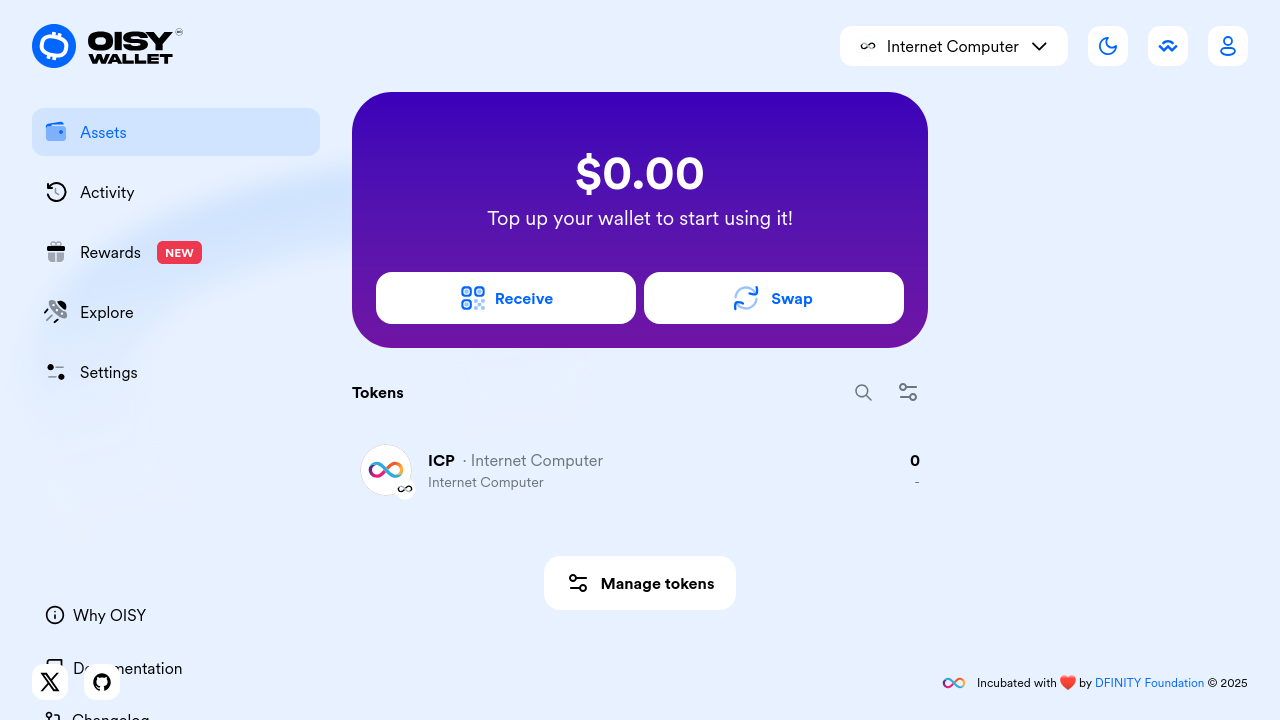 OISY
WALLET
Internet Computer
Assets
Activity
Rewards NEW
Explore
Settings
$0.00
Top up your wallet to start using it!
Receive
Swap
Tokens
ICP · Internet Computer
0
Internet Computer
-
Manage tokens
Why OISY
Changelog
Incubated with ❤️ by DFINITY Foundation © 2025